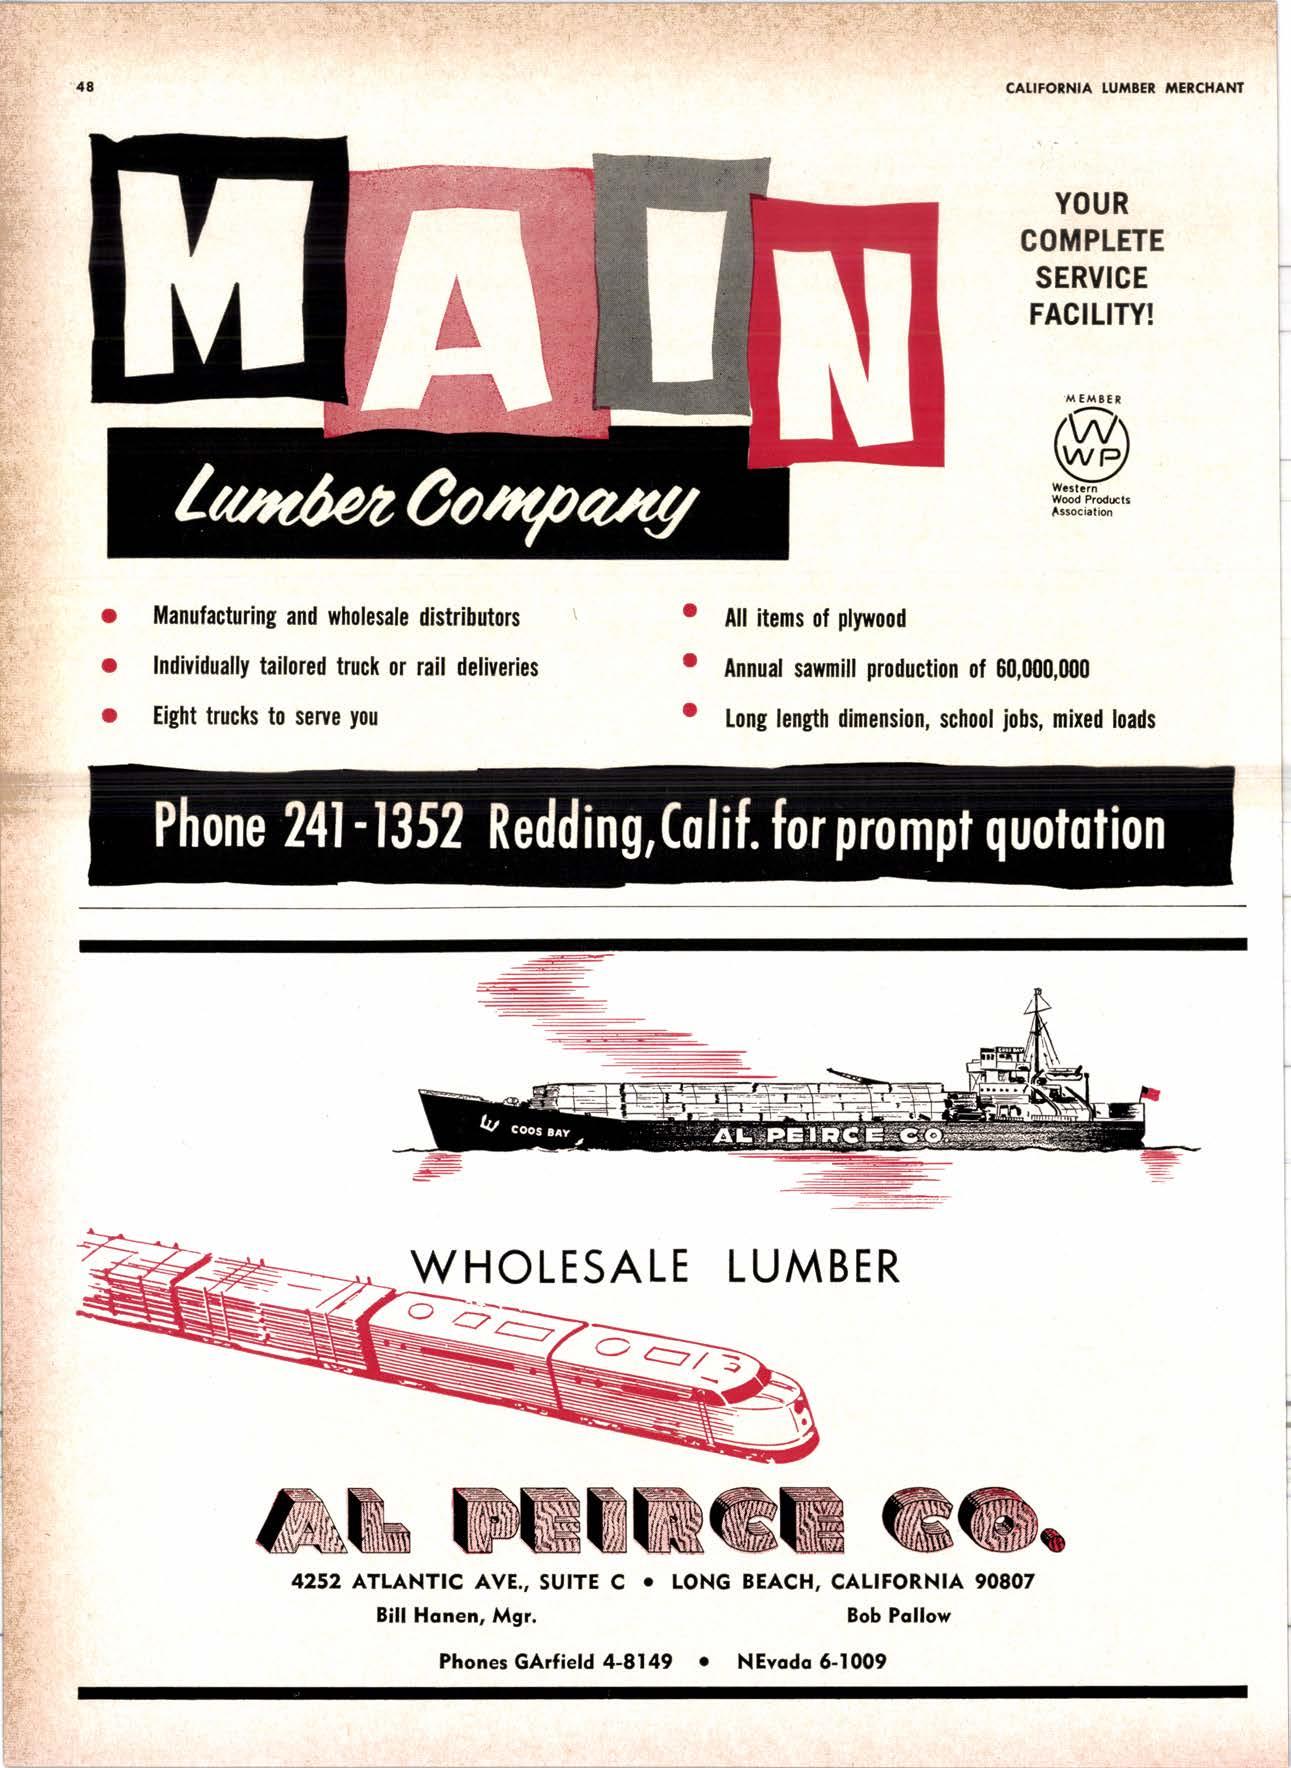 48
CALIFORNIA LUMBER MERCHANT
MAIN
Lumber Company
YOUR
COMPLETE
SERVICE
FACILITY!
MEMBER
WWP
Western
Wood Products
Association
Manufacturing and wholesale distributors
Individually tailored truck or rail deliveries
Eight trucks to serve you
All items of plywood
Annual sawmill production of 60,000,000
Long length dimension, school jobs, mixed loads
Phone 241-1352 Redding, Calif. for prompt quotation
COOS BAY
COOS BAY
AL PEIRCE CO
WHOLESALE LUMBER
AL PEIRCE CO.
4252 ATLANTIC AVE., SUITE C • LONG BEACH, CALIFORNIA 90807
Bill Hanen, Mgr. Bob Pallow
Phones GArfield 4-8149 • NEvada 6-1009